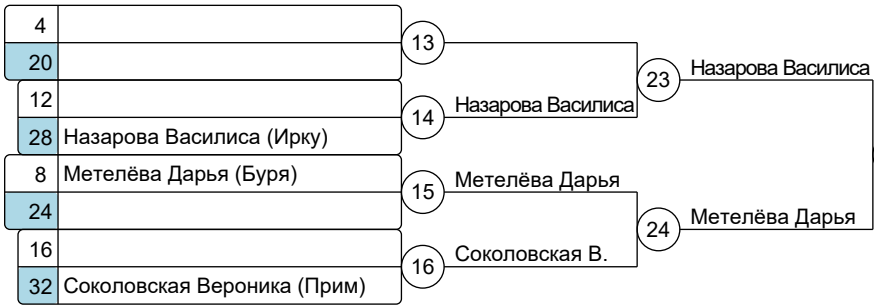 4
20
13
12
28 Назарова Василиса (Ирку)
14 Назарова Василиса
23 Назарова Василиса
8 Метелёва Дарья (Буря)
24
15 Метелёва Дарья
16
32 Соколовская Вероника (Прим)
16 Соколовская В.
24 Метелёва Дарья